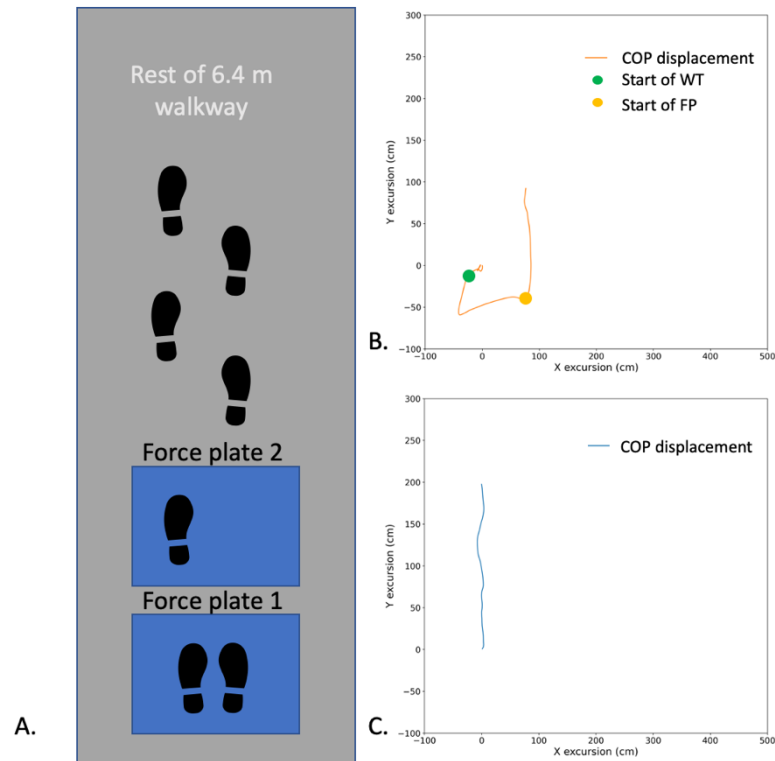 Rest of 6.4 m
walkway
Force plate 2
Force plate 1
A.
300
250
200
150
100
50
0
−50
−100
Y excursion (cm)
COP displacement
Start of WT
Start of FP
−100
0
100
200
300
400
500
X excursion (cm)
B.
300
250
200
150
100
50
0
−50
−100
Y excursion (cm)
COP displacement
−100
0
100
200
300
400
500
X excursion (cm)
C.